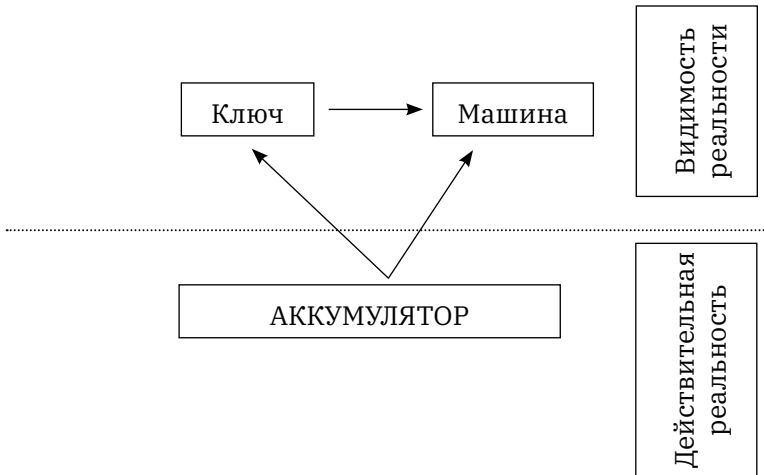 Ключ
Машина
Видимость
реальности
АККУМУЛЯТОР
Действительная
реальность